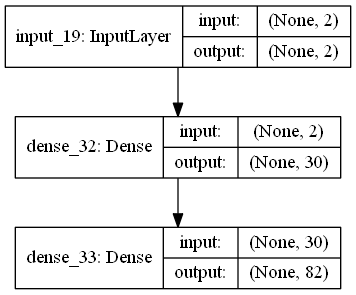 input_19: InputLayer
input: (None, 2)
output: (None, 2)
dense_32: Dense
input: (None, 2)
output: (None, 30)
dense_33: Dense
input: (None, 30)
output: (None, 82)